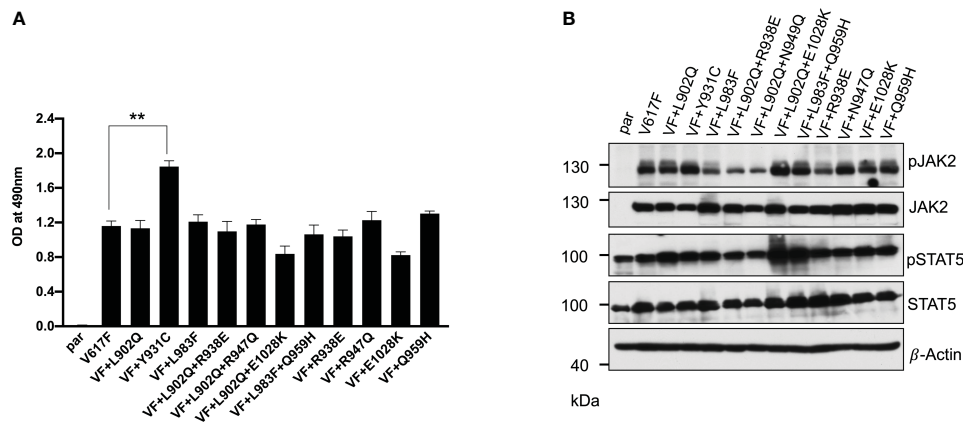 A
OD at 490nm
2.4
2.0
1.6
1.2
0.8
0.4
0.0
**
par
V617F
VF+L902Q
VF+Y931C
VF+L983F
VF+L902Q+R938E
VF+L902Q+R947Q
VF+L902Q+E1028K
VF+L983F+Q959H
VF+R938E
VF+R947Q
VF+E1028K
VF+Q959H
B
par
V617F
VF+L902Q
VF+Y931C
VF+L983F
VF+L902Q+R938E
VF+L902Q+N949Q
VF+L902Q+E1028K
VF+L983F+Q959H
VF+R938E
VF+N947Q
VF+E1028K
VF+Q959H
130 pJAK2
130 JAK2
100 pSTAT5
100 STAT5
β-Actin
40
kDa